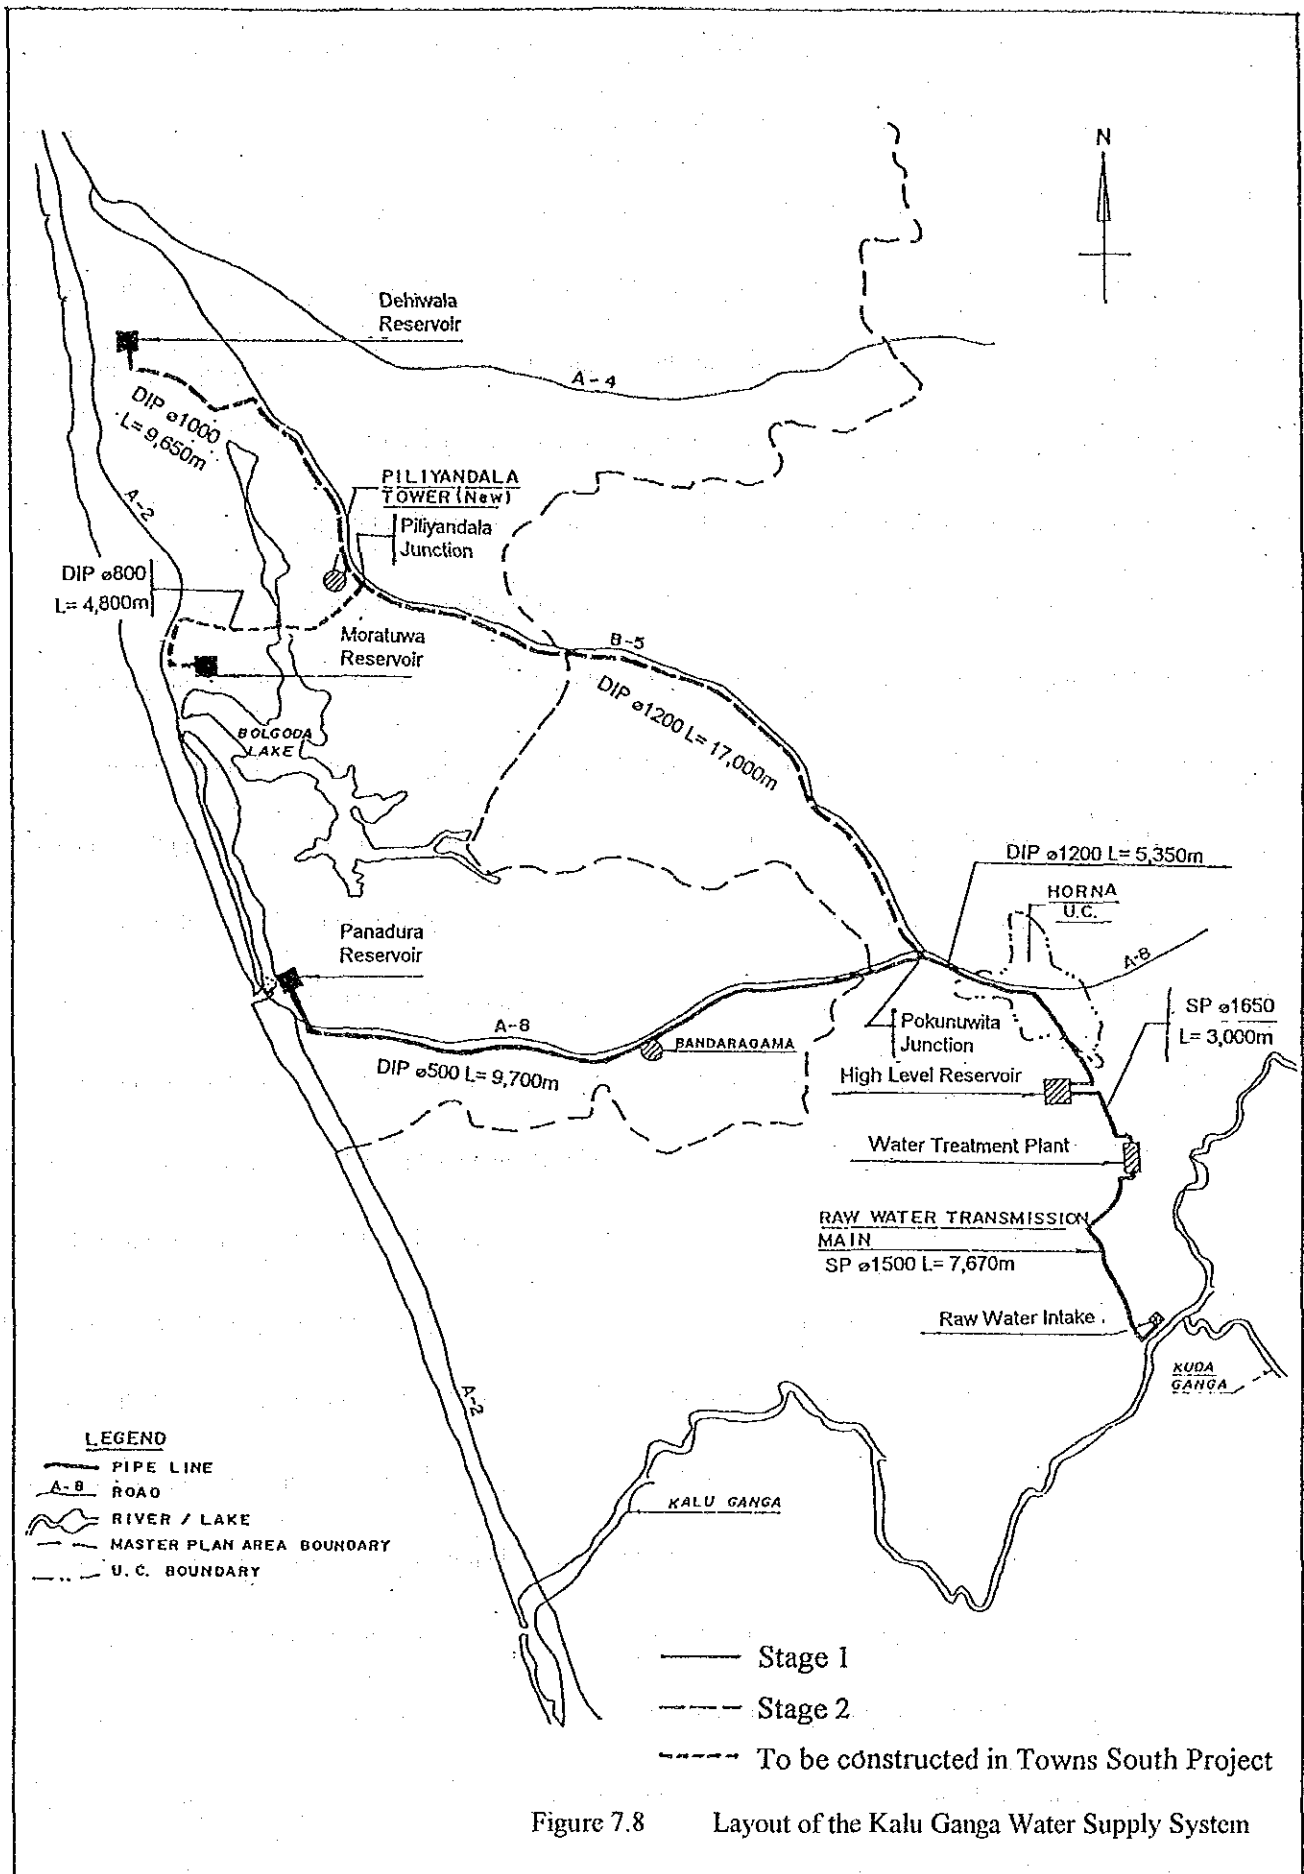 N
Dehiwala
Reservoir
A-4
DIP ø1000
L= 9,650m
PILIYANDALA
TOWER (New)
Piliyandala
Junction
A-2
DIP ø800
L= 4,800m
Moratuwa
Reservoir
B-5
DIP ø1200 L= 17,000m
BOLGODA
LAKE
DIP ø1200 L= 5,350m
HORNA
U.C.
Panadura
Reservoir
A-8
SP ø1650
L= 3,000m
A-8
Pokunuwita
Junction
BANDARAGAMA
DIP ø500 L= 9,700m
High Level Reservoir
Water Treatment Plant
RAW WATER TRANSMISSION
MAIN
SP ø1500 L= 7,670m
Raw Water Intake
KUDA
GANGA
A-2
KALU GANGA
LEGEND
PIPE LINE
A-8 ROAD
RIVER / LAKE
MASTER PLAN AREA BOUNDARY
U.C. BOUNDARY
Stage 1
Stage 2
To be constructed in Towns South Project
Figure 7.8 Layout of the Kalu Ganga Water Supply System